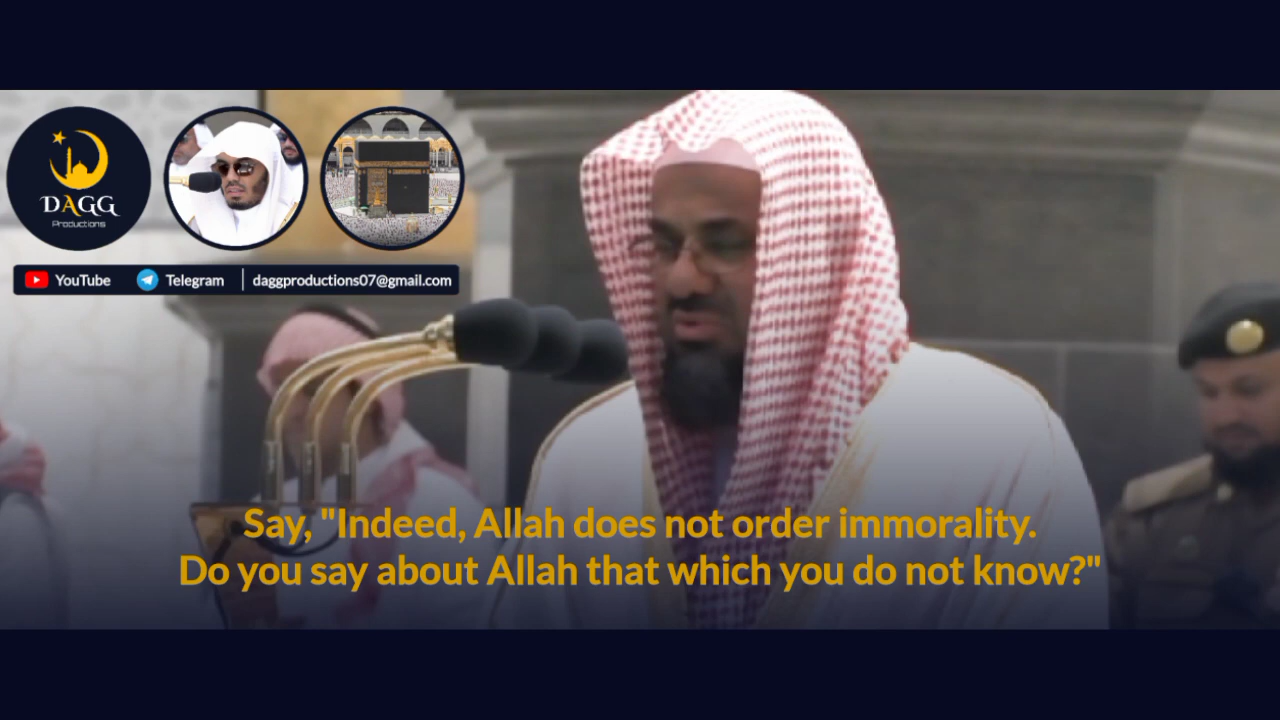 DAGG
Productions
YouTube Telegram daggproductions07@gmail.com
Say, "Indeed, Allah does not order immorality.
Do you say about Allah that which you do not know?"